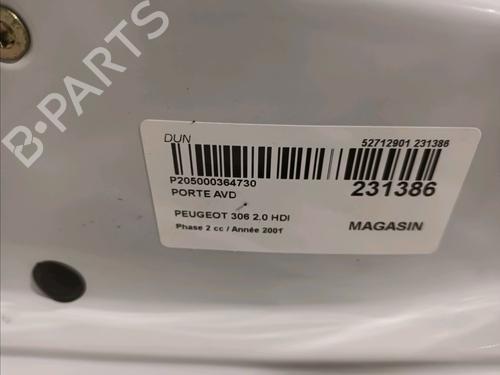 B-PARTS
DUN
52712901 231386
P205000364730
231386
PORTE AVD
PEUGEOT 306 2.0 HDI
MAGASIN
Phase 2 cc / Année 2001